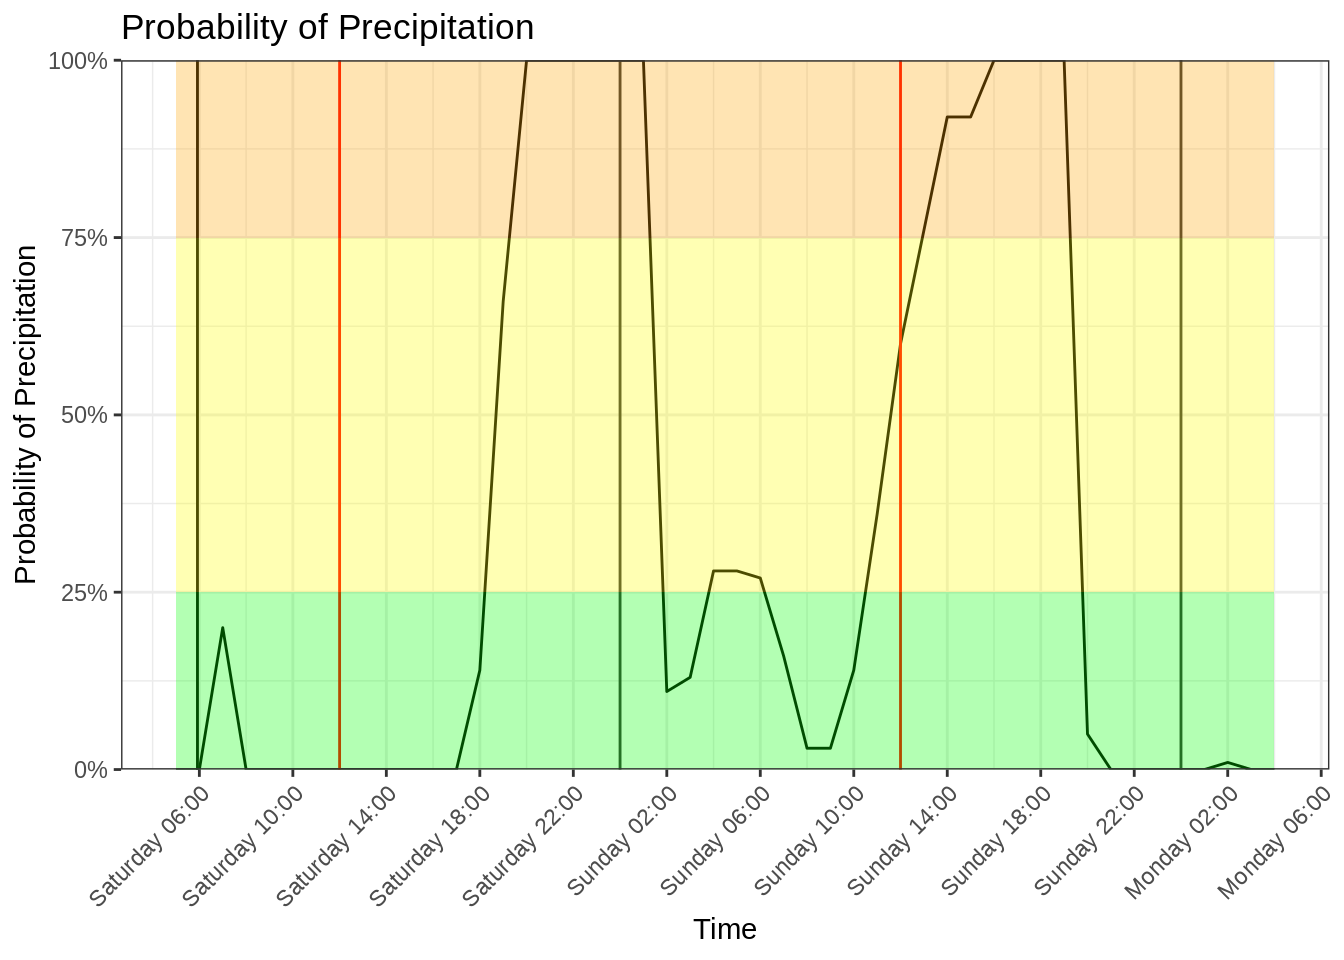 Probability of Precipitation
Probability of Precipitation
100%
75%
50%
25%
0%
Saturday 06:00
Saturday 10:00
Saturday 14:00
Saturday 18:00
Saturday 22:00
Sunday 02:00
Sunday 06:00
Sunday 10:00
Sunday 14:00
Sunday 18:00
Sunday 22:00
Monday 02:00
Monday 06:00
Time